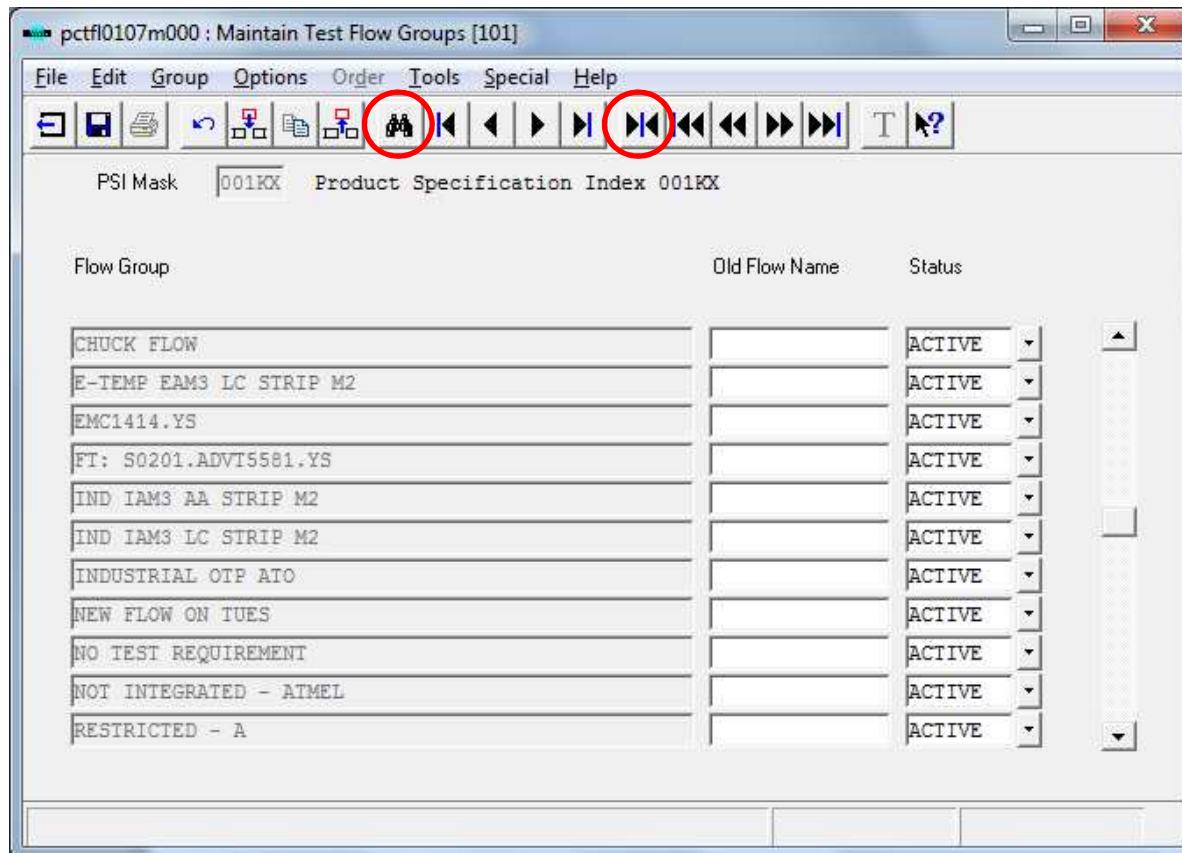 pctfl0107m000 : Maintain Test Flow Groups [101]
File Edit Group Options Order Tools Special Help
T ?
PSI Mask 001KX Product Specification Index 001KX
Flow Group Old Flow Name Status
CHUCK FLOW ACTIVE
E-TEMP EAM3 LC STRIP M2 ACTIVE
EMC1414.YS ACTIVE
FT: S0201.ADVT5581.YS ACTIVE
IND IAM3 AA STRIP M2 ACTIVE
IND IAM3 LC STRIP M2 ACTIVE
INDUSTRIAL OTP ATO ACTIVE
NEW FLOW ON TUES ACTIVE
NO TEST REQUIREMENT ACTIVE
NOT INTEGRATED - ATMEL ACTIVE
RESTRICTED - A ACTIVE